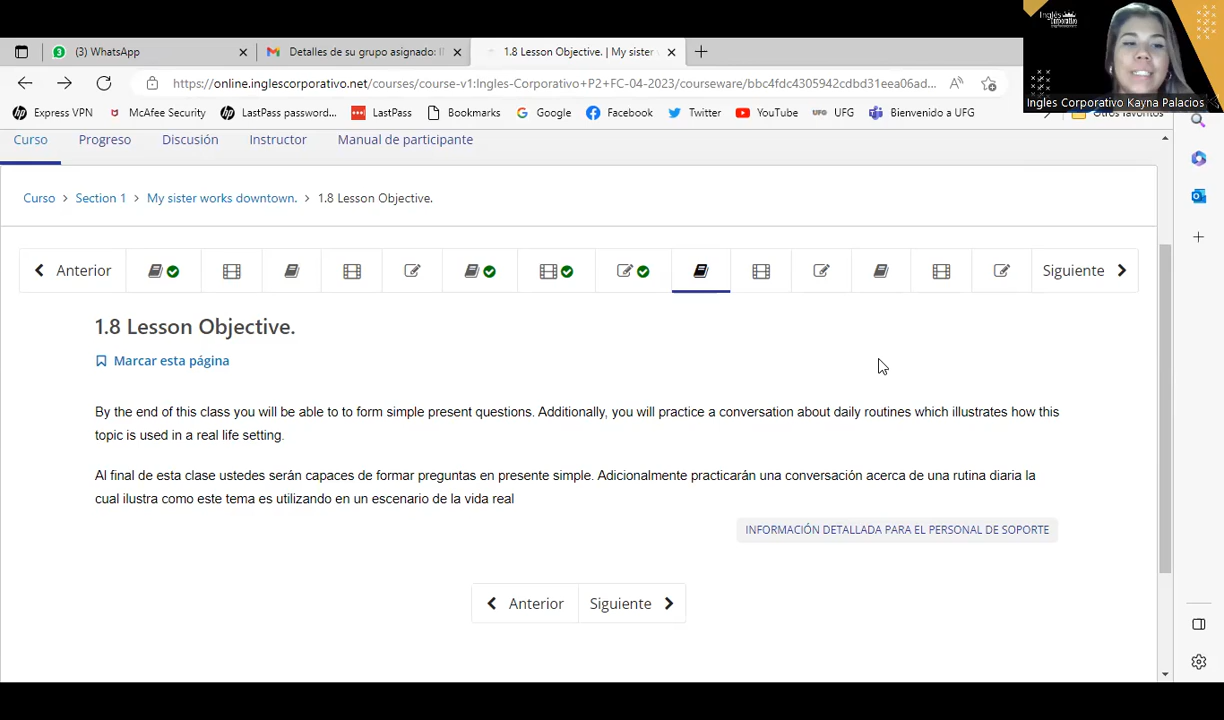 Inglés
Corporativo
(3) WhatsApp
Detalles de su grupo asignado: I
1.8 Lesson Objective. | My sister
https://online.inglescorporativo.net/courses/course-v1:Ingles-Corporativo+P2+FC-04-2023/courseware/bbc4fdc4305942cdbd31eea06ad...
Ingles Corporativo Kayna Palacios
Express VPN
McAfee Security
LastPass password...
LastPass
Bookmarks
Google
Facebook
Twitter
YouTube
UFG
Bienvenido a UFG
Otros favoritos
Curso
Progreso
Discusión
Instructor
Manual de participante
Curso > Section 1 > My sister works downtown. > 1.8 Lesson Objective.
Anterior
Siguiente
1.8 Lesson Objective.
Marcar esta página
By the end of this class you will be able to to form simple present questions. Additionally, you will practice a conversation about daily routines which illustrates how this
topic is used in a real life setting.
Al final de esta clase ustedes serán capaces de formar preguntas en presente simple. Adicionalmente practicarán una conversación acerca de una rutina diaria la
cual ilustra como este tema es utilizando en un escenario de la vida real
INFORMACIÓN DETALLADA PARA EL PERSONAL DE SOPORTE
Anterior
Siguiente